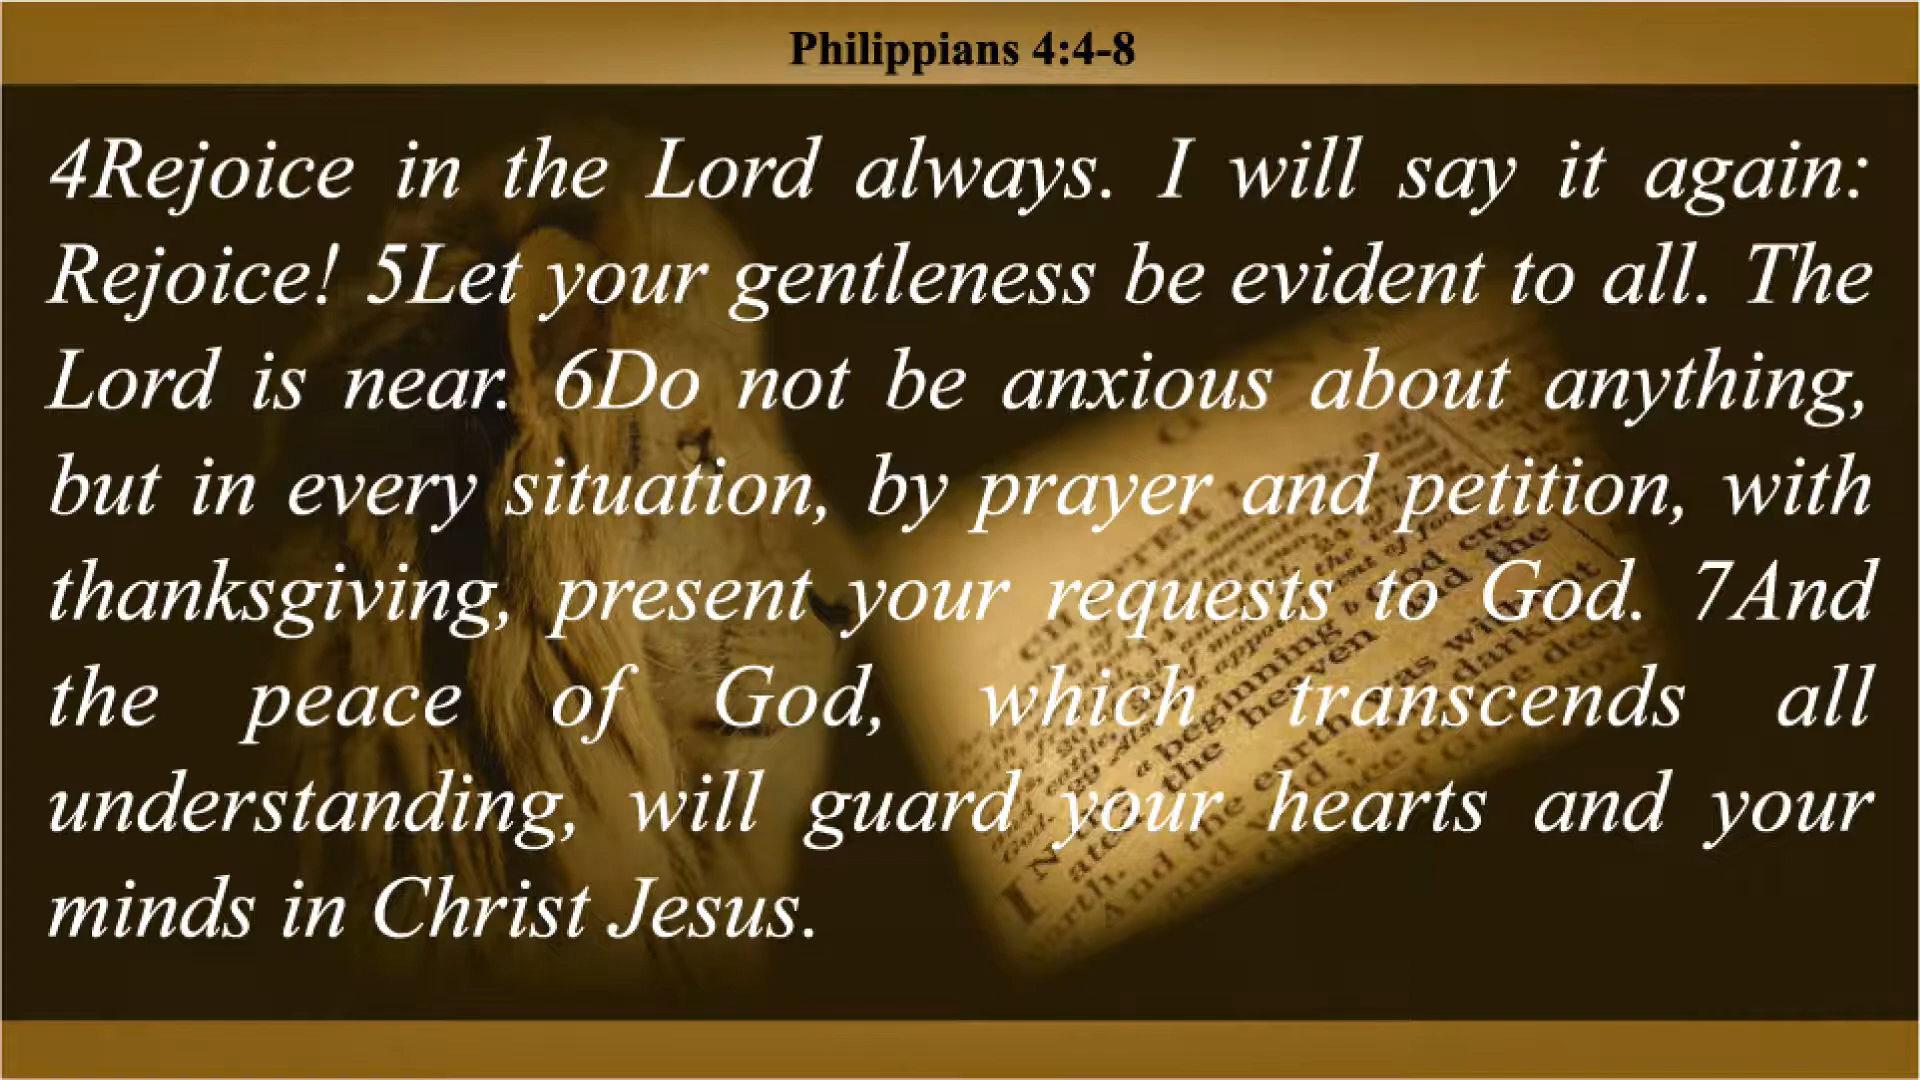 Philippians 4:4-8
4Rejoice in the Lord always. I will say it again:
Rejoice! 5Let your gentleness be evident to all. The
Lord is near. 6Do not be anxious about anything,
but in every situation, by prayer and petition, with
thanksgiving, present your requests to God. 7And
the peace of God, which transcends all
understanding, will guard your hearts and your
minds in Christ Jesus.